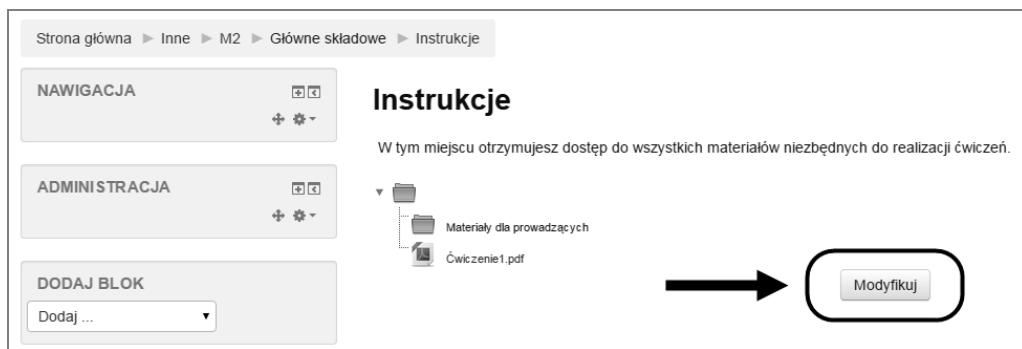 Strona główna ► Inne ► M2 ► Główne składowe ► Instrukcje
NAWIGACJA
ADMINISTRACJA
DODAJ BLOK
Dodaj ...
Instrukcje
W tym miejscu otrzymujesz dostęp do wszystkich materiałów niezbędnych do realizacji ćwiczeń.
Materiały dla prowadzących
Ćwiczenie1.pdf
Modyfikuj